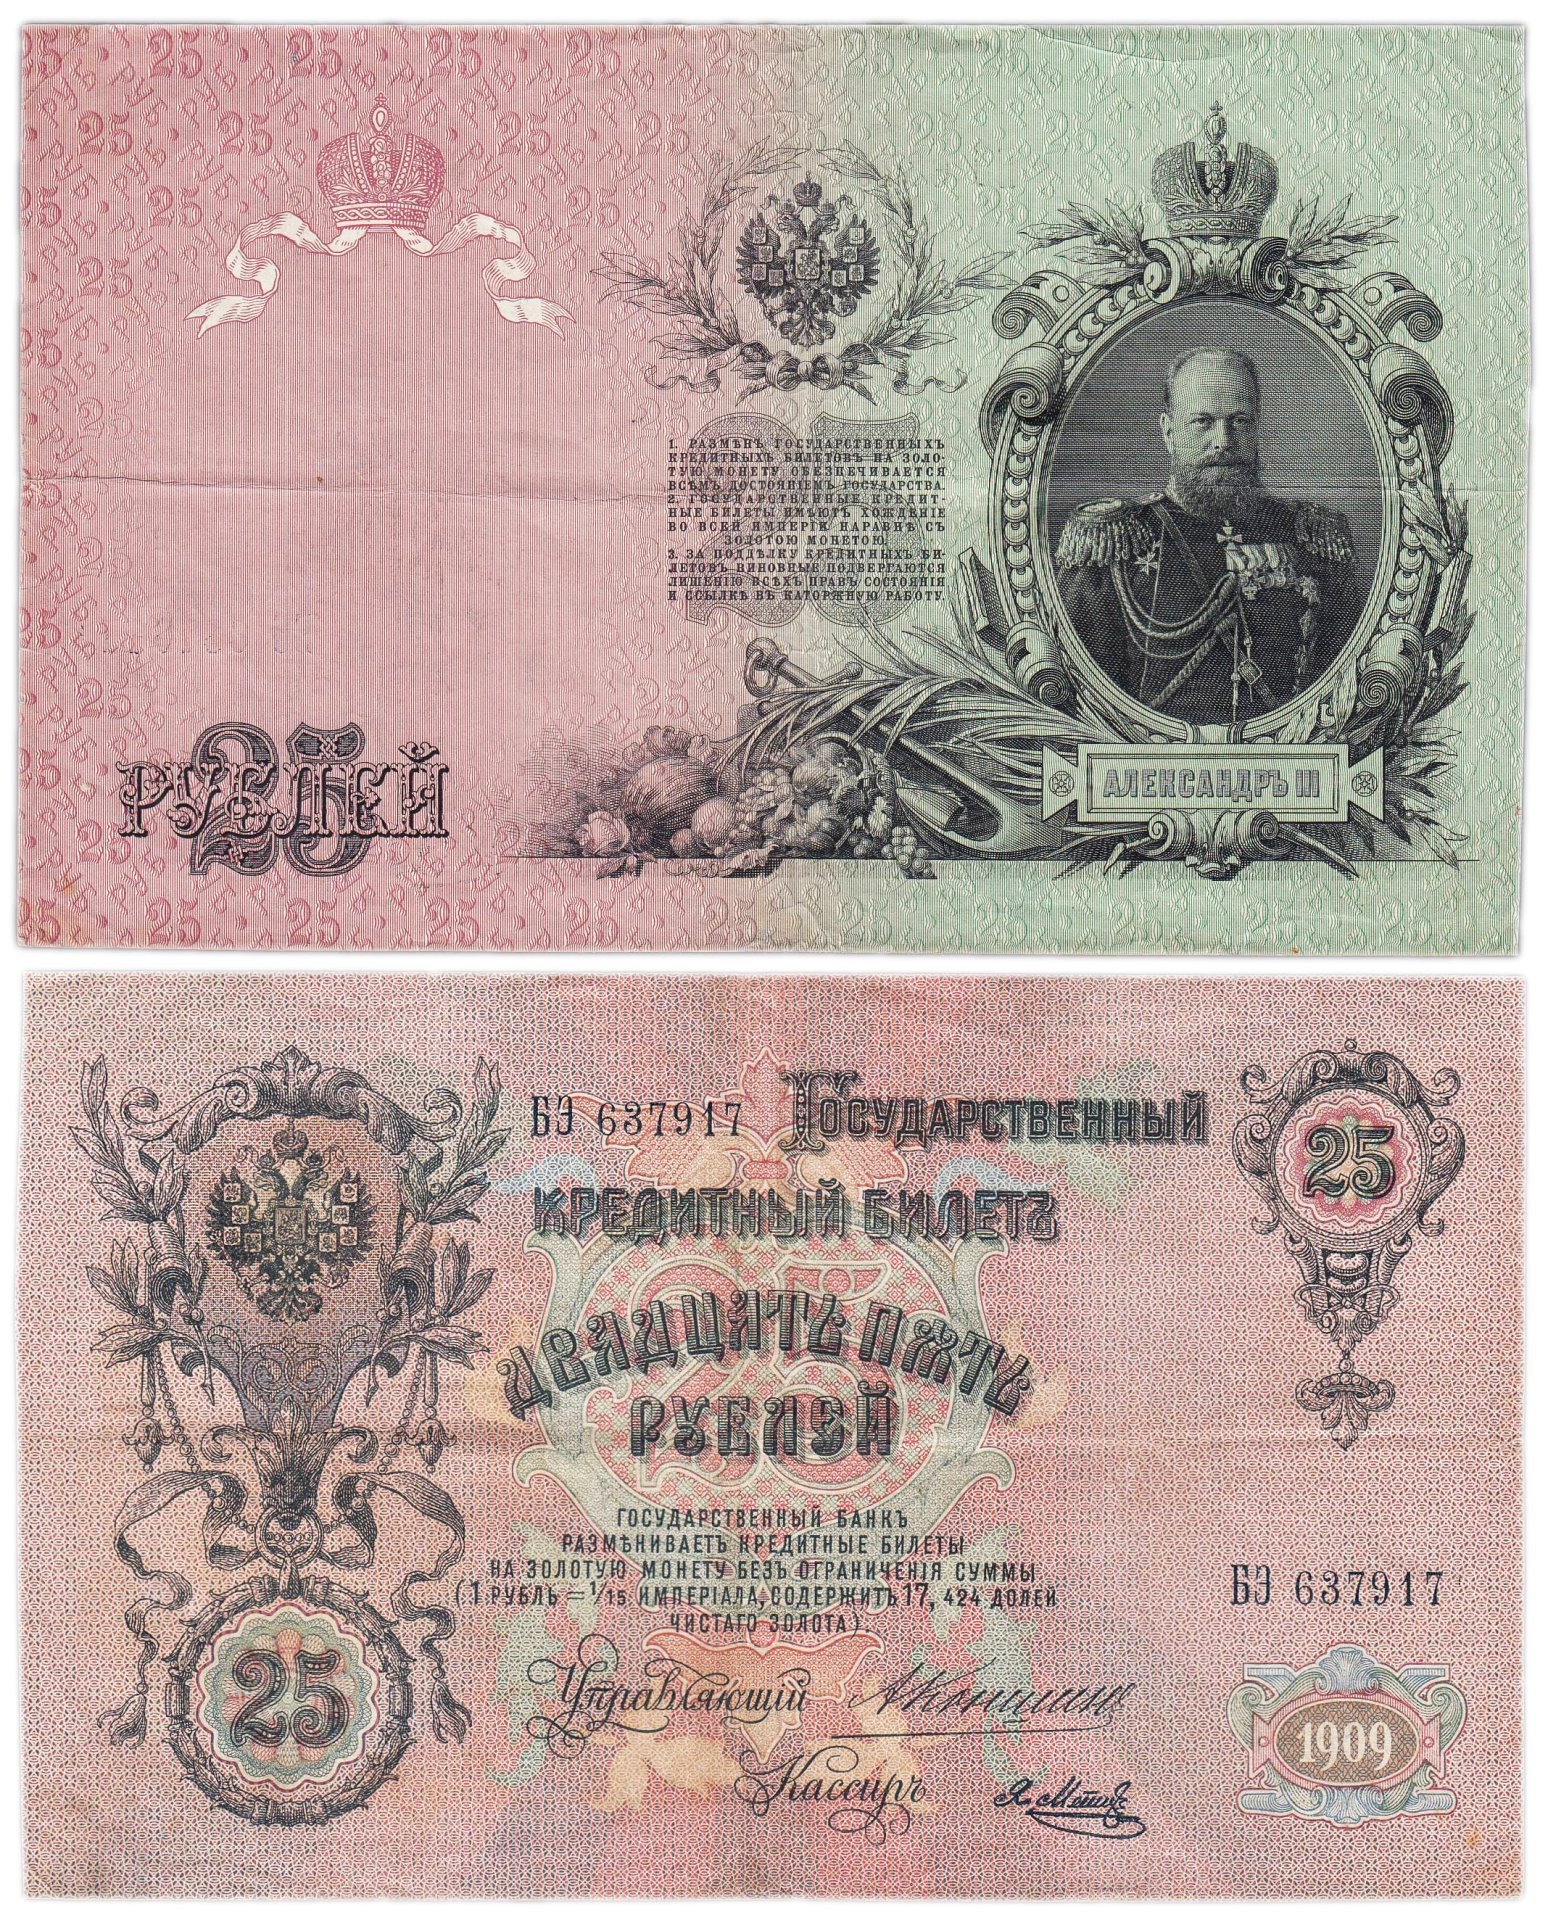 1. РАЗМѢНЪ ГОСУДАРСТВЕННЫХЪ
КРЕДИТНЫХЪ БИЛЕТОВЪ НА ЗОЛО-
ТУЮ МОНЕТУ ОБЕЗПЕЧИВАЕТСЯ
ВСѢМЪ ДОСТОЯНІЕМЪ ГОСУДАРСТВА.
2. ГОСУДАРСТВЕННЫЕ КРЕДИТ-
НЫЕ БИЛЕТЫ ИМѢЮТЪ ХОЖДЕНІЕ
ВО ВСЕЙ ИМПЕРІИ НАРАВНѢ СЪ
ЗОЛОТОЮ МОНЕТОЮ.
3. ЗА ПОДДѢЛКУ КРЕДИТНЫХЪ БИ-
ЛЕТОВЪ ВИНОВНЫЕ ПОДВЕРГАЮТСЯ
ЛИШЕНІЮ ВСѢХЪ ПРАВЪ СОСТОЯНІЯ
И ССЫЛКѢ ВЪ КАТОРЖНУЮ РАБОТУ.
25
25
РУБЛЕЙ
АЛЕКСАНДРЪ III
БЭ 637917
ГОСУДАРСТВЕННЫЙ
КРЕДИТНЫЙ БИЛЕТЪ
25
25
ДВАДЦАТЬ ПЯТЬ
РУБЛЕЙ
ГОСУДАРСТВЕННЫЙ БАНКЪ
РАЗМѢНИВАЕТЪ КРЕДИТНЫЕ БИЛЕТЫ
НА ЗОЛОТУЮ МОНЕТУ БЕЗЪ ОГРАНИЧЕНІЯ СУММЫ
(1 РУБЛЬ = 1/15 ИМПЕРІАЛА, СОДЕРЖИТЪ 17, 424 ДОЛЕЙ
ЧИСТАГО ЗОЛОТА).
БЭ 637917
25
Управляющій АКоншинъ
Кассиръ
1909